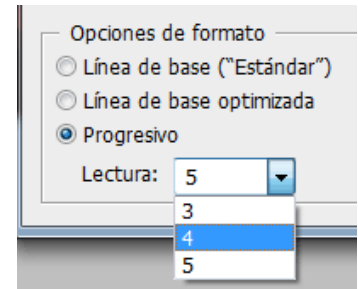 Opciones de formato
Línea de base ("Estándar")
Línea de base optimizada
Progresivo
Lectura: 5
3
4
5